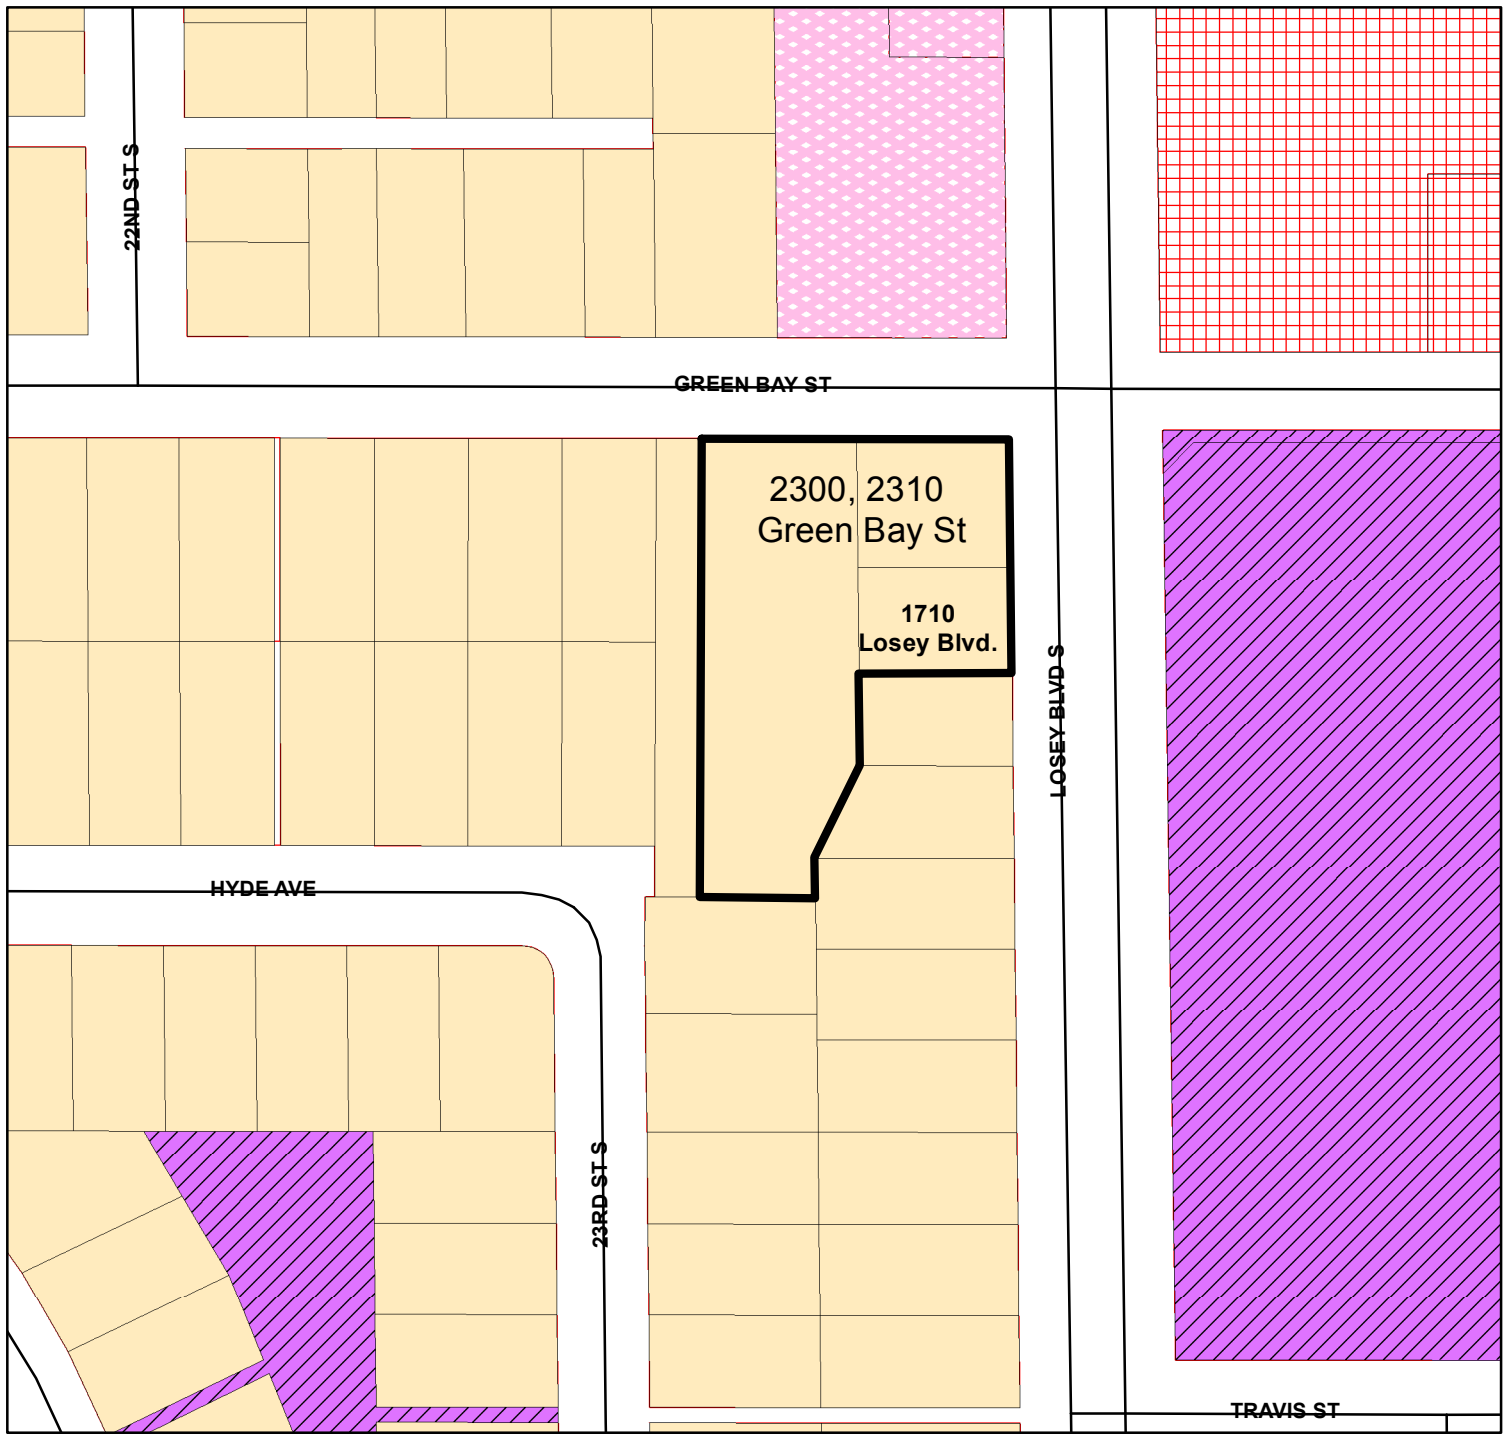 22ND ST S
GREEN BAY ST
2300, 2310
Green Bay St
1710
Losey Blvd.
LOSEY BLVD S
HYDE AVE
23RD ST S
TRAVIS ST